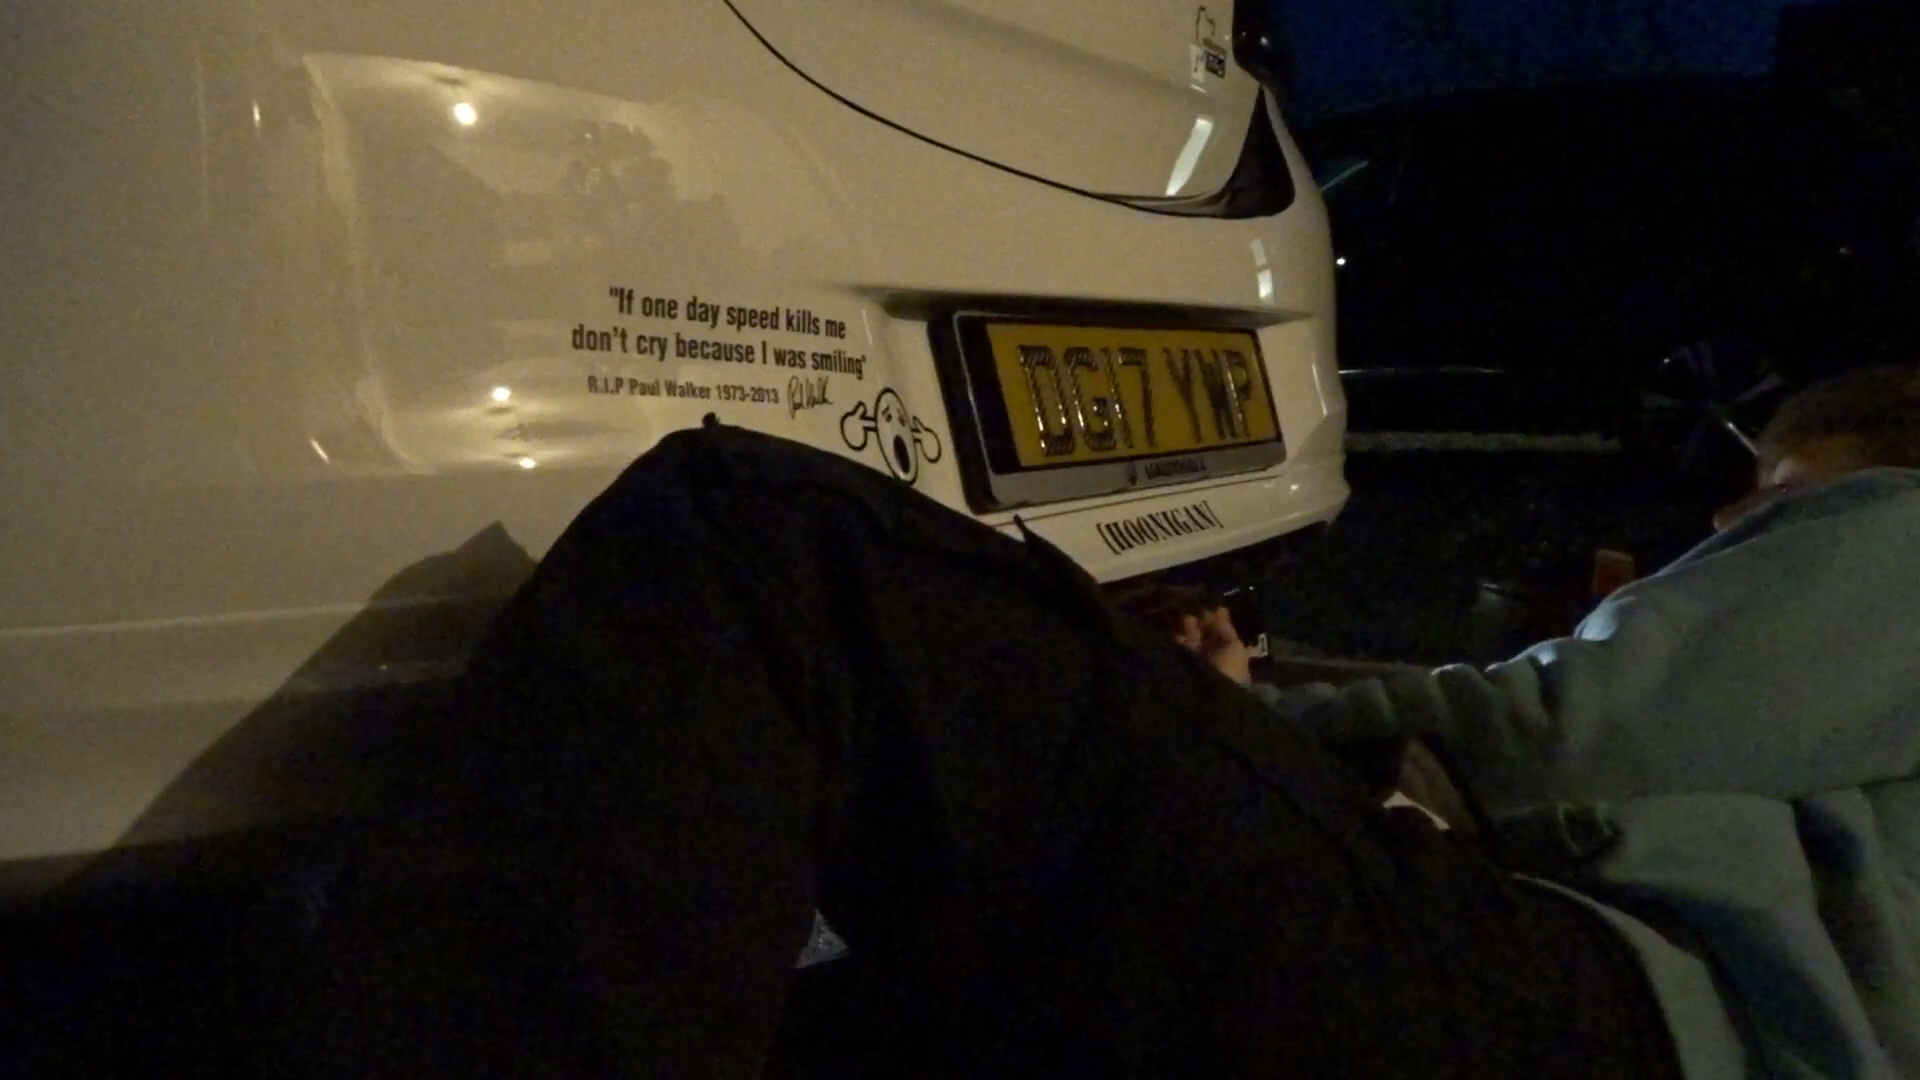 "If one day speed kills me
don't cry because I was smiling"
R.I.P Paul Walker 1973-2013
DG17 YWP
VAUXHALL
[HOONIGAN]